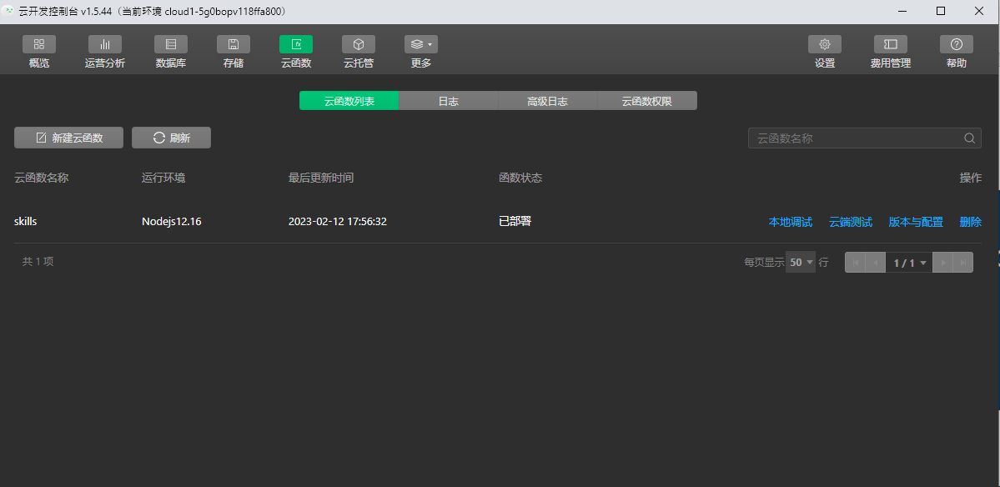 云开发控制台 v1.5.44（当前环境 cloud1-5g0bopv118ffa800）
概览 运营分析 数据库 存储 云函数 云托管 更多 设置 费用管理 帮助
云函数列表 日志 高级日志 云函数权限
新建云函数 刷新 云函数名称
云函数名称 运行环境 最后更新时间 函数状态 操作
skills Nodejs12.16 2023-02-12 17:56:32 已部署 本地调试 云端测试 版本与配置 删除
共 1 项 每页显示 50 行 1 / 1